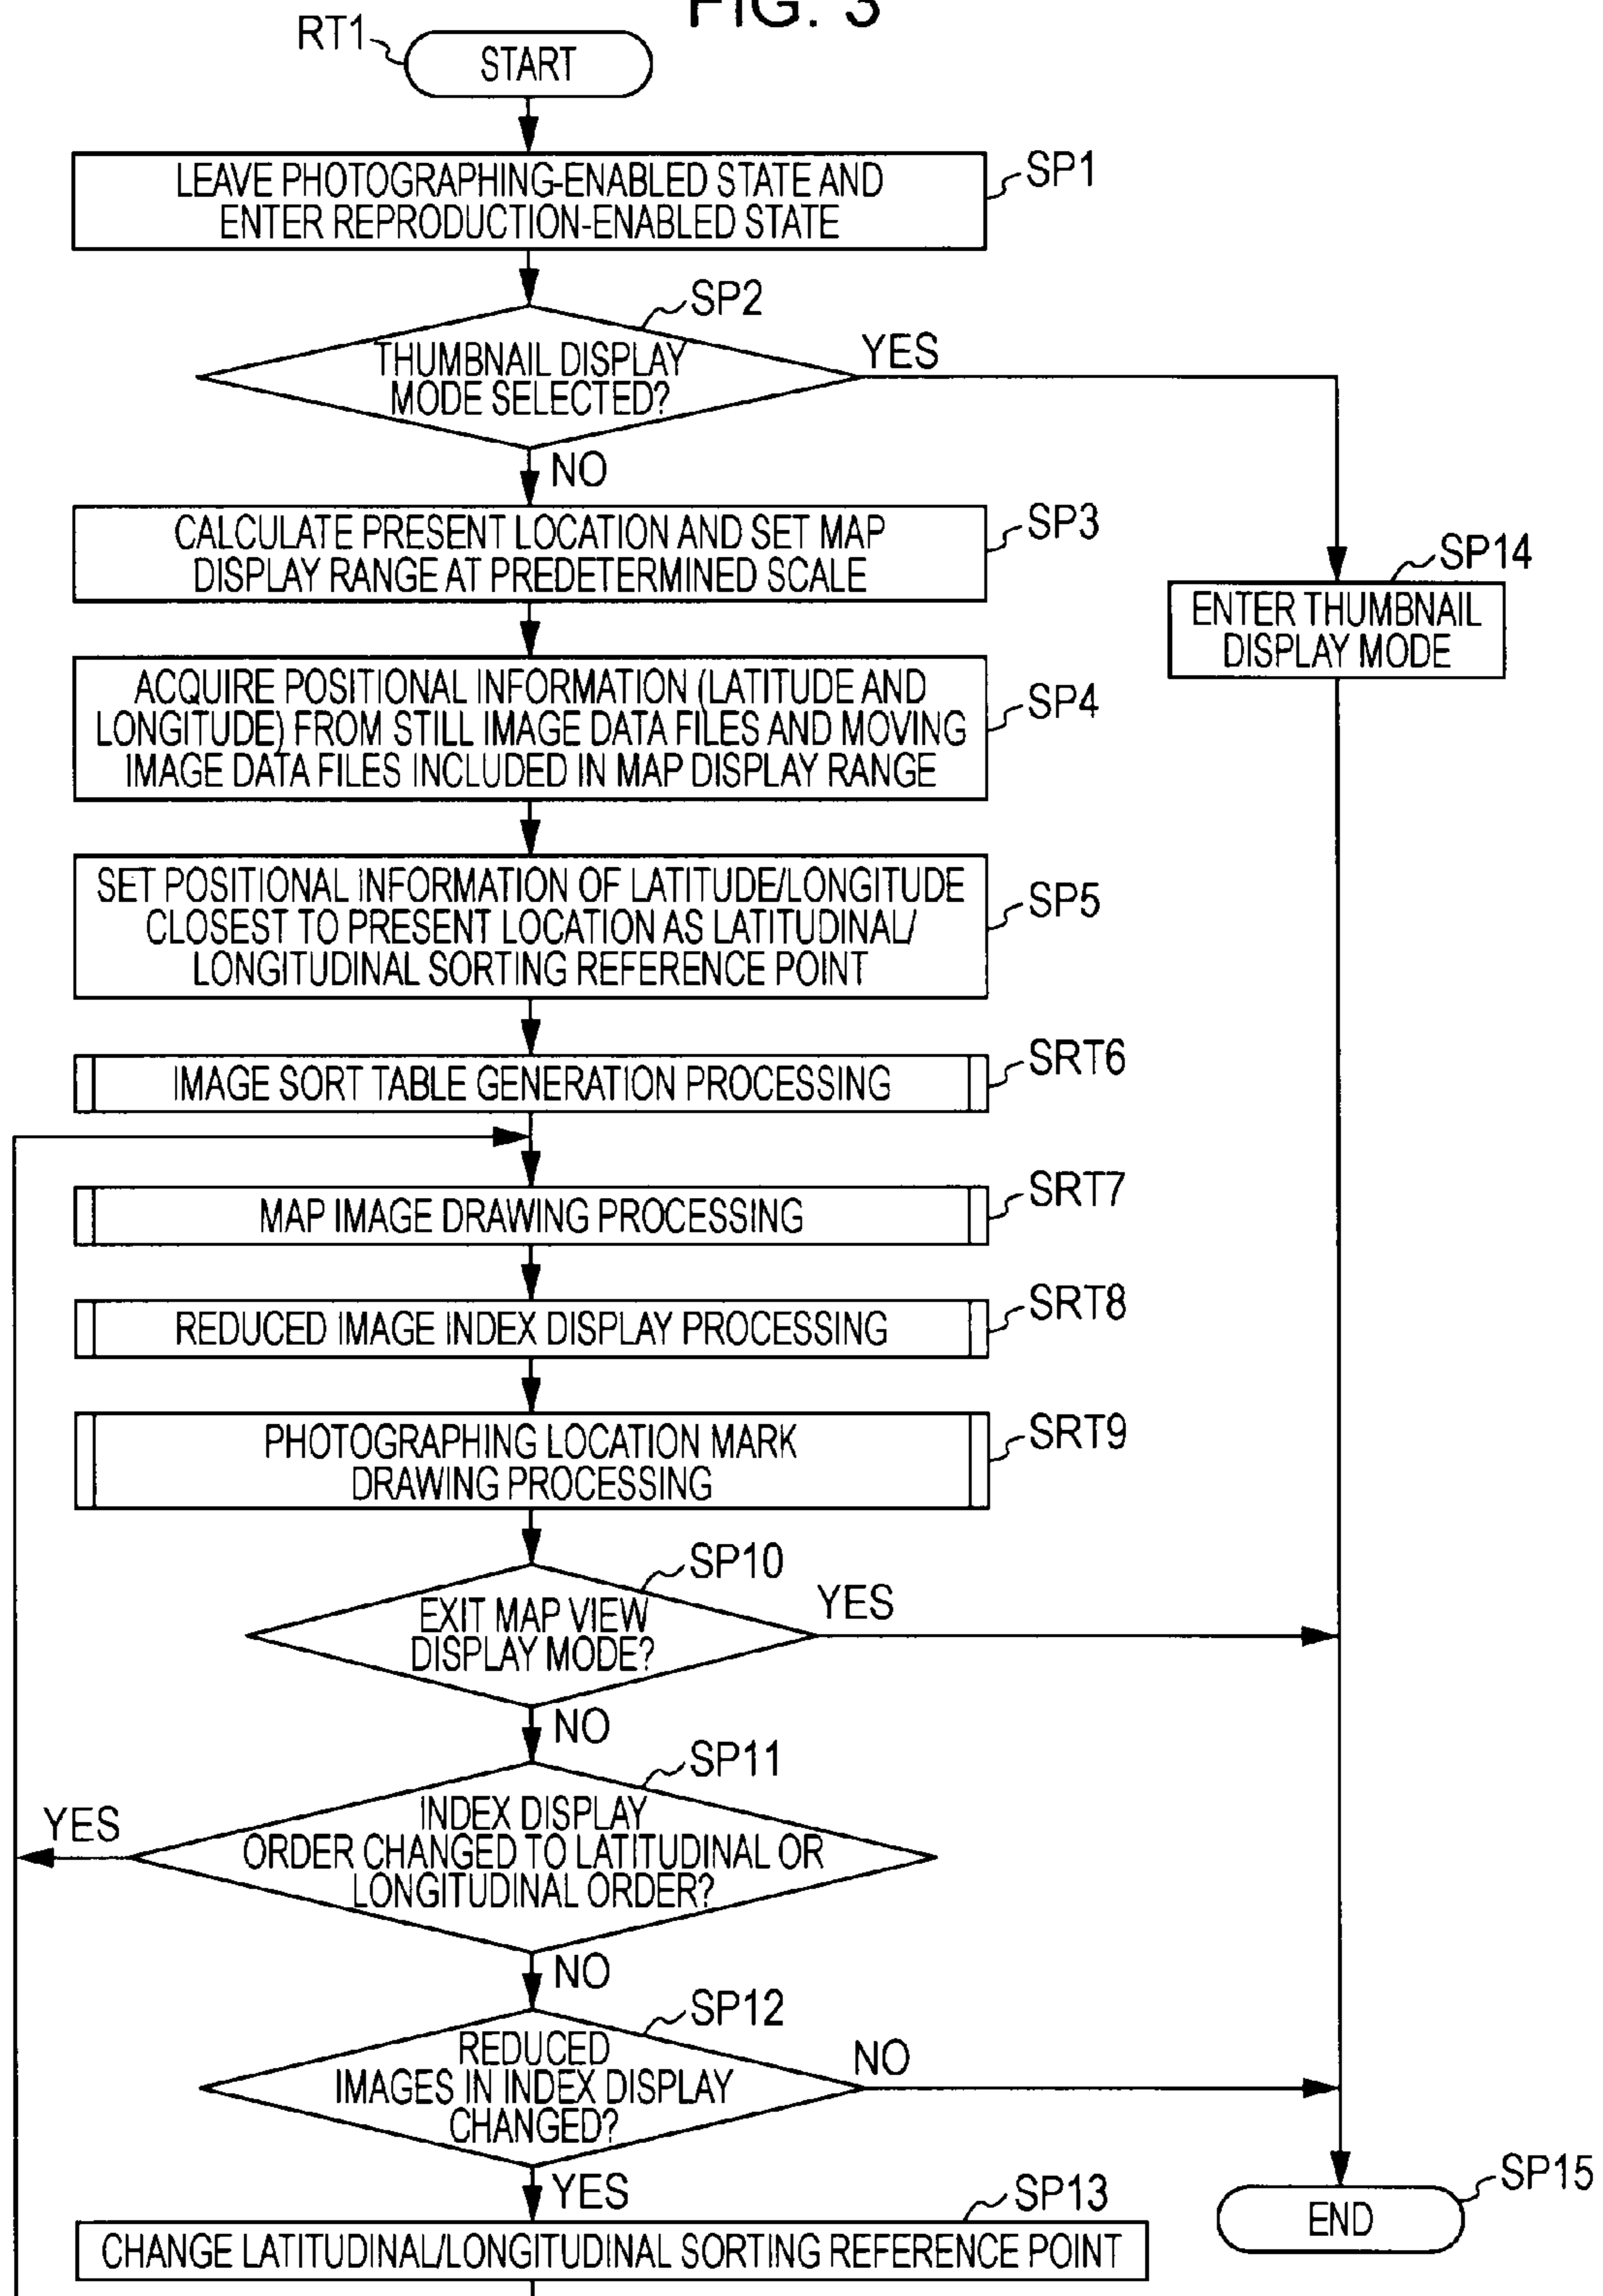 FIG. 3
RT1
START
LEAVE PHOTOGRAPHING-ENABLED STATE AND
ENTER REPRODUCTION-ENABLED STATE
SP1
SP2
THUMBNAIL DISPLAY
MODE SELECTED?
YES
NO
CALCULATE PRESENT LOCATION AND SET MAP
DISPLAY RANGE AT PREDETERMINED SCALE
SP3
SP14
ENTER THUMBNAIL
DISPLAY MODE
ACQUIRE POSITIONAL INFORMATION (LATITUDE AND
LONGITUDE) FROM STILL IMAGE DATA FILES AND MOVING
IMAGE DATA FILES INCLUDED IN MAP DISPLAY RANGE
SP4
SET POSITIONAL INFORMATION OF LATITUDE/LONGITUDE
CLOSEST TO PRESENT LOCATION AS LATITUDINAL/
LONGITUDINAL SORTING REFERENCE POINT
SP5
IMAGE SORT TABLE GENERATION PROCESSING
SRT6
MAP IMAGE DRAWING PROCESSING
SRT7
REDUCED IMAGE INDEX DISPLAY PROCESSING
SRT8
PHOTOGRAPHING LOCATION MARK
DRAWING PROCESSING
SRT9
SP10
EXIT MAP VIEW
DISPLAY MODE?
YES
NO
SP11
INDEX DISPLAY
ORDER CHANGED TO LATITUDINAL OR
LONGITUDINAL ORDER?
YES
NO
SP12
REDUCED
IMAGES IN INDEX DISPLAY
CHANGED?
NO
YES
SP13
CHANGE LATITUDINAL/LONGITUDINAL SORTING REFERENCE POINT
SP15
END